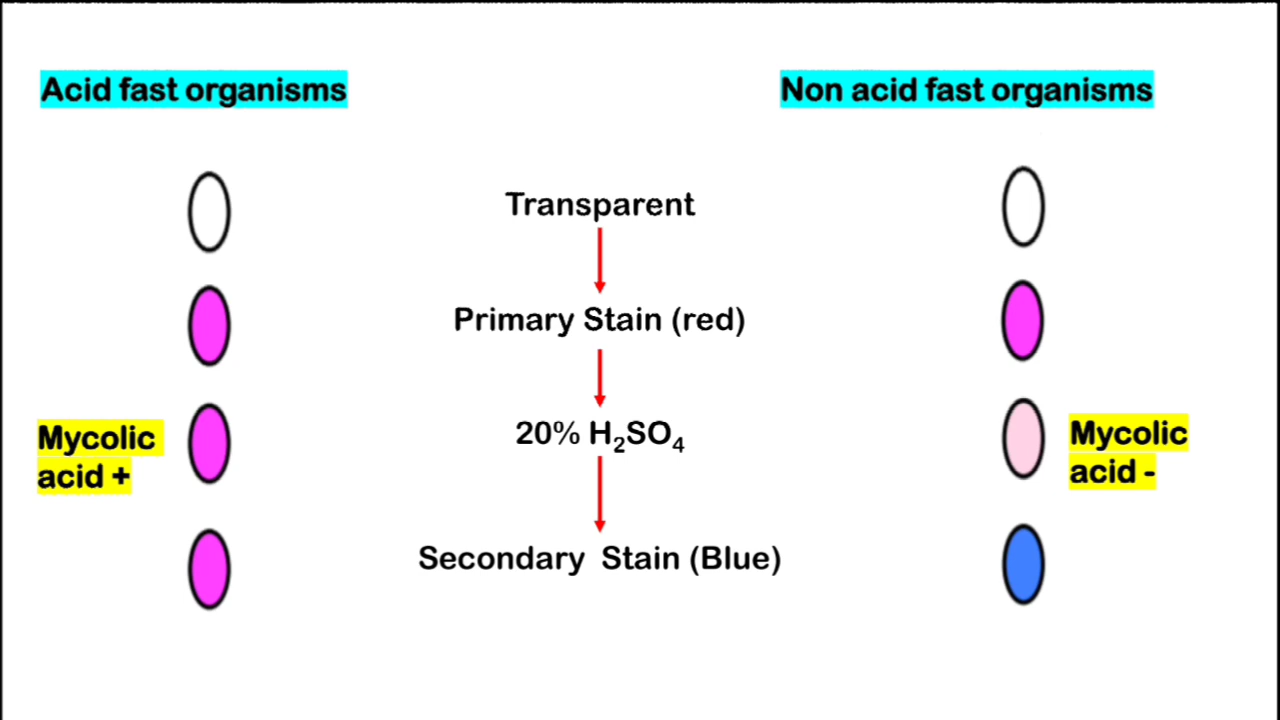 Acid fast organisms
Non acid fast organisms
Transparent
Primary Stain (red)
20% H₂SO₄
Mycolic
acid +
Mycolic
acid -
Secondary Stain (Blue)